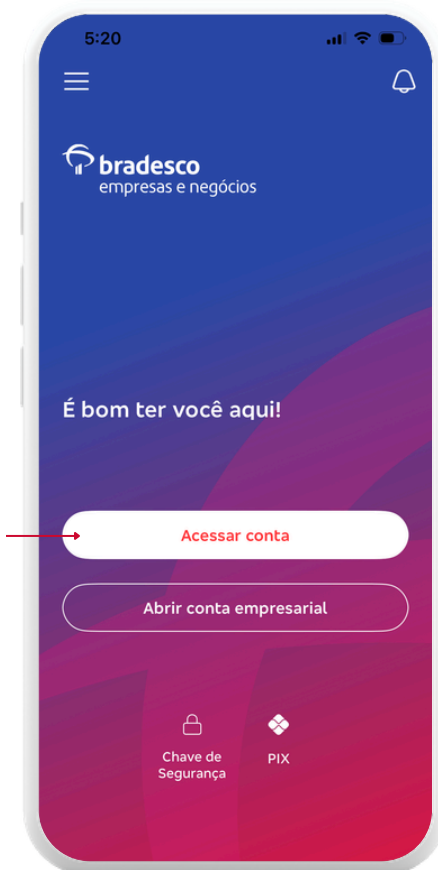 5:20
bradesco
empresas e negócios
É bom ter você aqui!
Acessar conta
Abrir conta empresarial
Chave de
Segurança
PIX